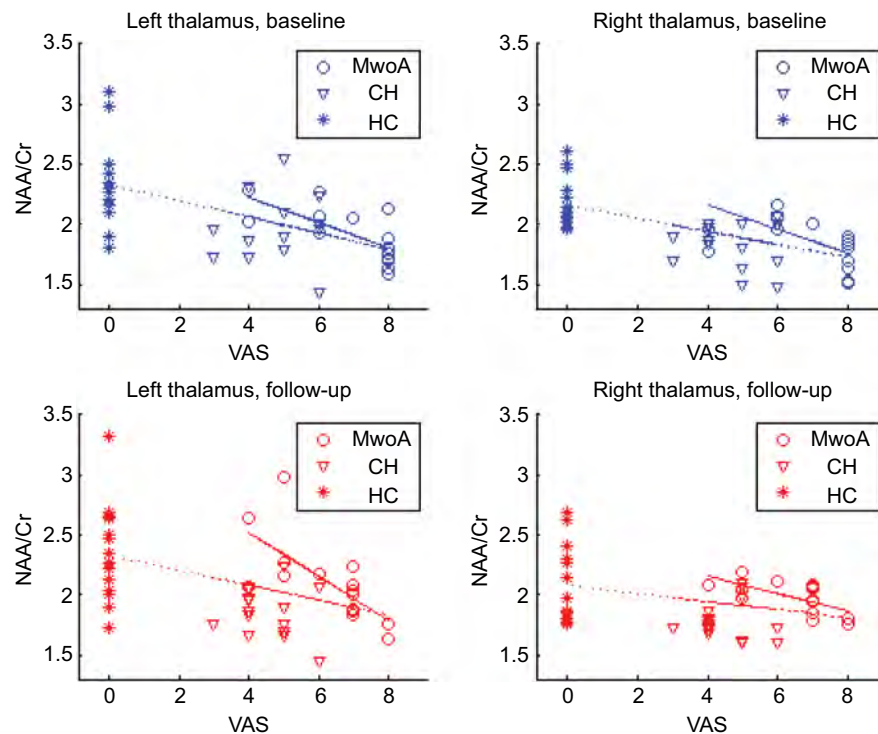 Left thalamus, baseline
3.5
3
2.5
2
1.5
NAA/Cr
0 2 4 6 8
VAS
MwoA
CH
HC
Right thalamus, baseline
3.5
3
2.5
2
1.5
NAA/Cr
0 2 4 6 8
VAS
MwoA
CH
HC
Left thalamus, follow-up
3.5
3
2.5
2
1.5
NAA/Cr
0 2 4 6 8
VAS
MwoA
CH
HC
Right thalamus, follow-up
3.5
3
2.5
2
1.5
NAA/Cr
0 2 4 6 8
VAS
MwoA
CH
HC